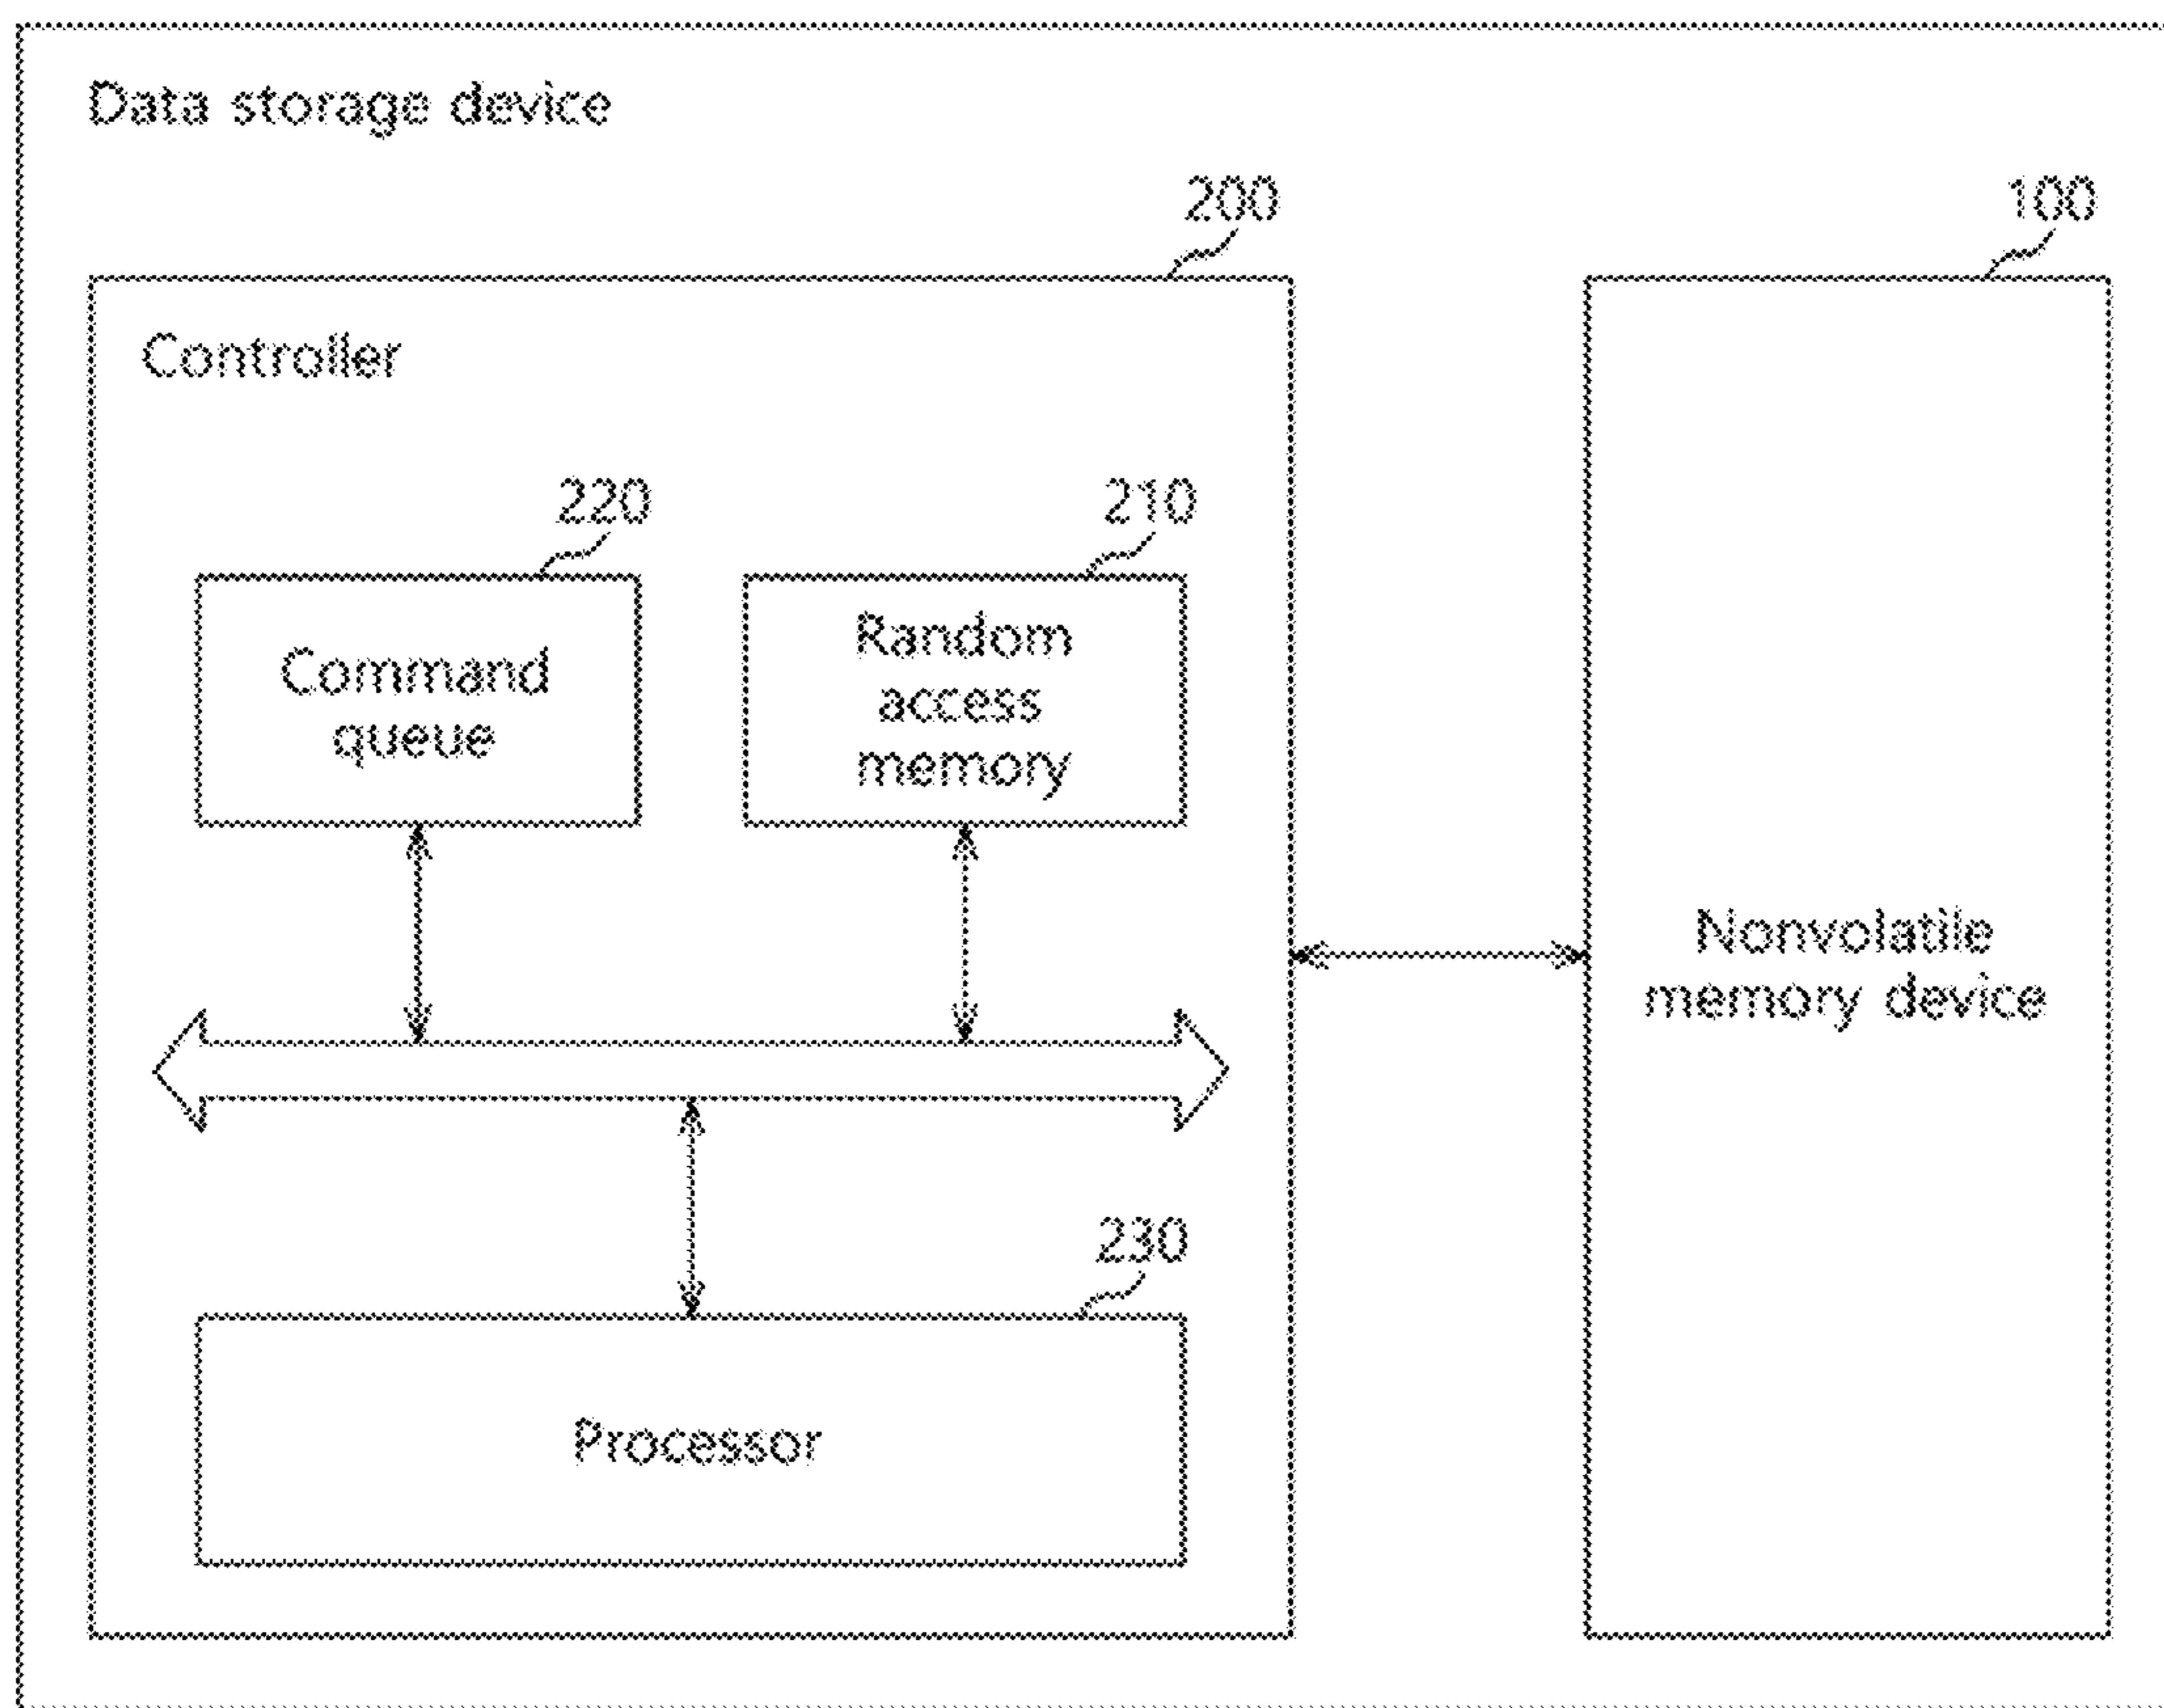 Data storage device
200
100
Controller
220
210
Command
queue
Random
access
memory
Nonvolatile
memory device
230
Processor